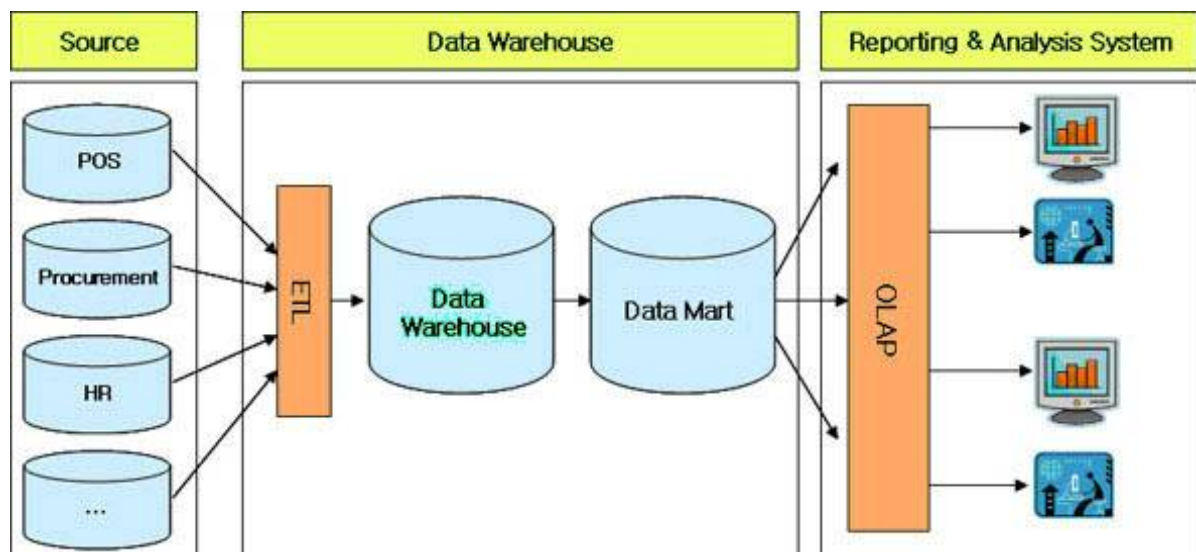 Source
Data Warehouse
Reporting & Analysis System
POS
Procurement
HR
...
ETL
Data
Warehouse
Data Mart
OLAP